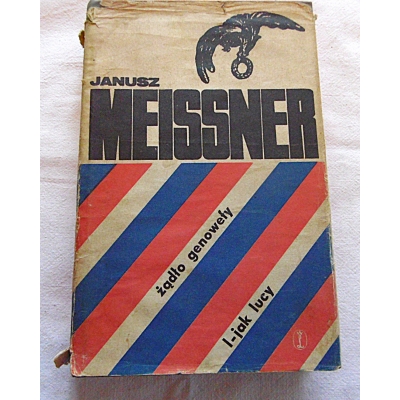 JANUSZ
MEISSNER
żądło genowefy
l-jak lucy